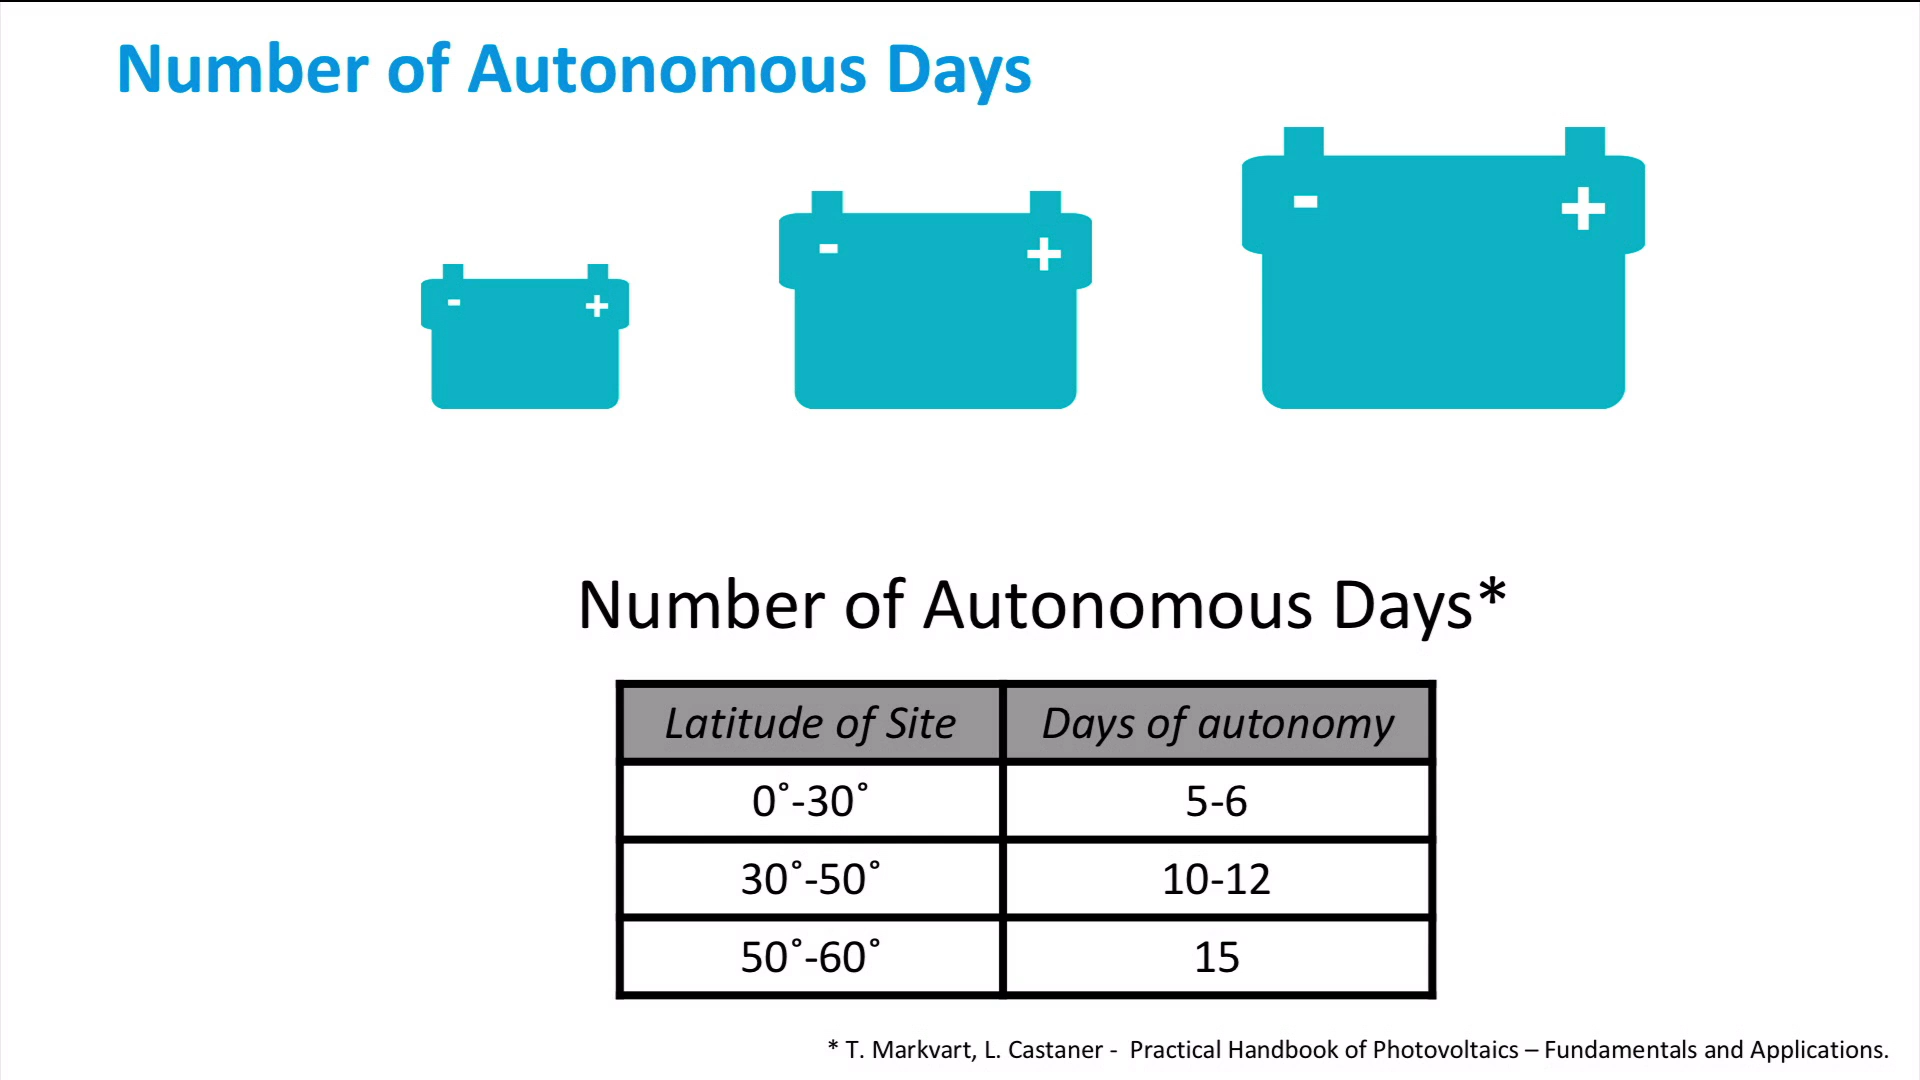 Number of Autonomous Days
- +
- +
- +
Number of Autonomous Days*
Latitude of Site Days of autonomy
0˚-30˚ 5-6
30˚-50˚ 10-12
50˚-60˚ 15
* T. Markvart, L. Castaner - Practical Handbook of Photovoltaics – Fundamentals and Applications.